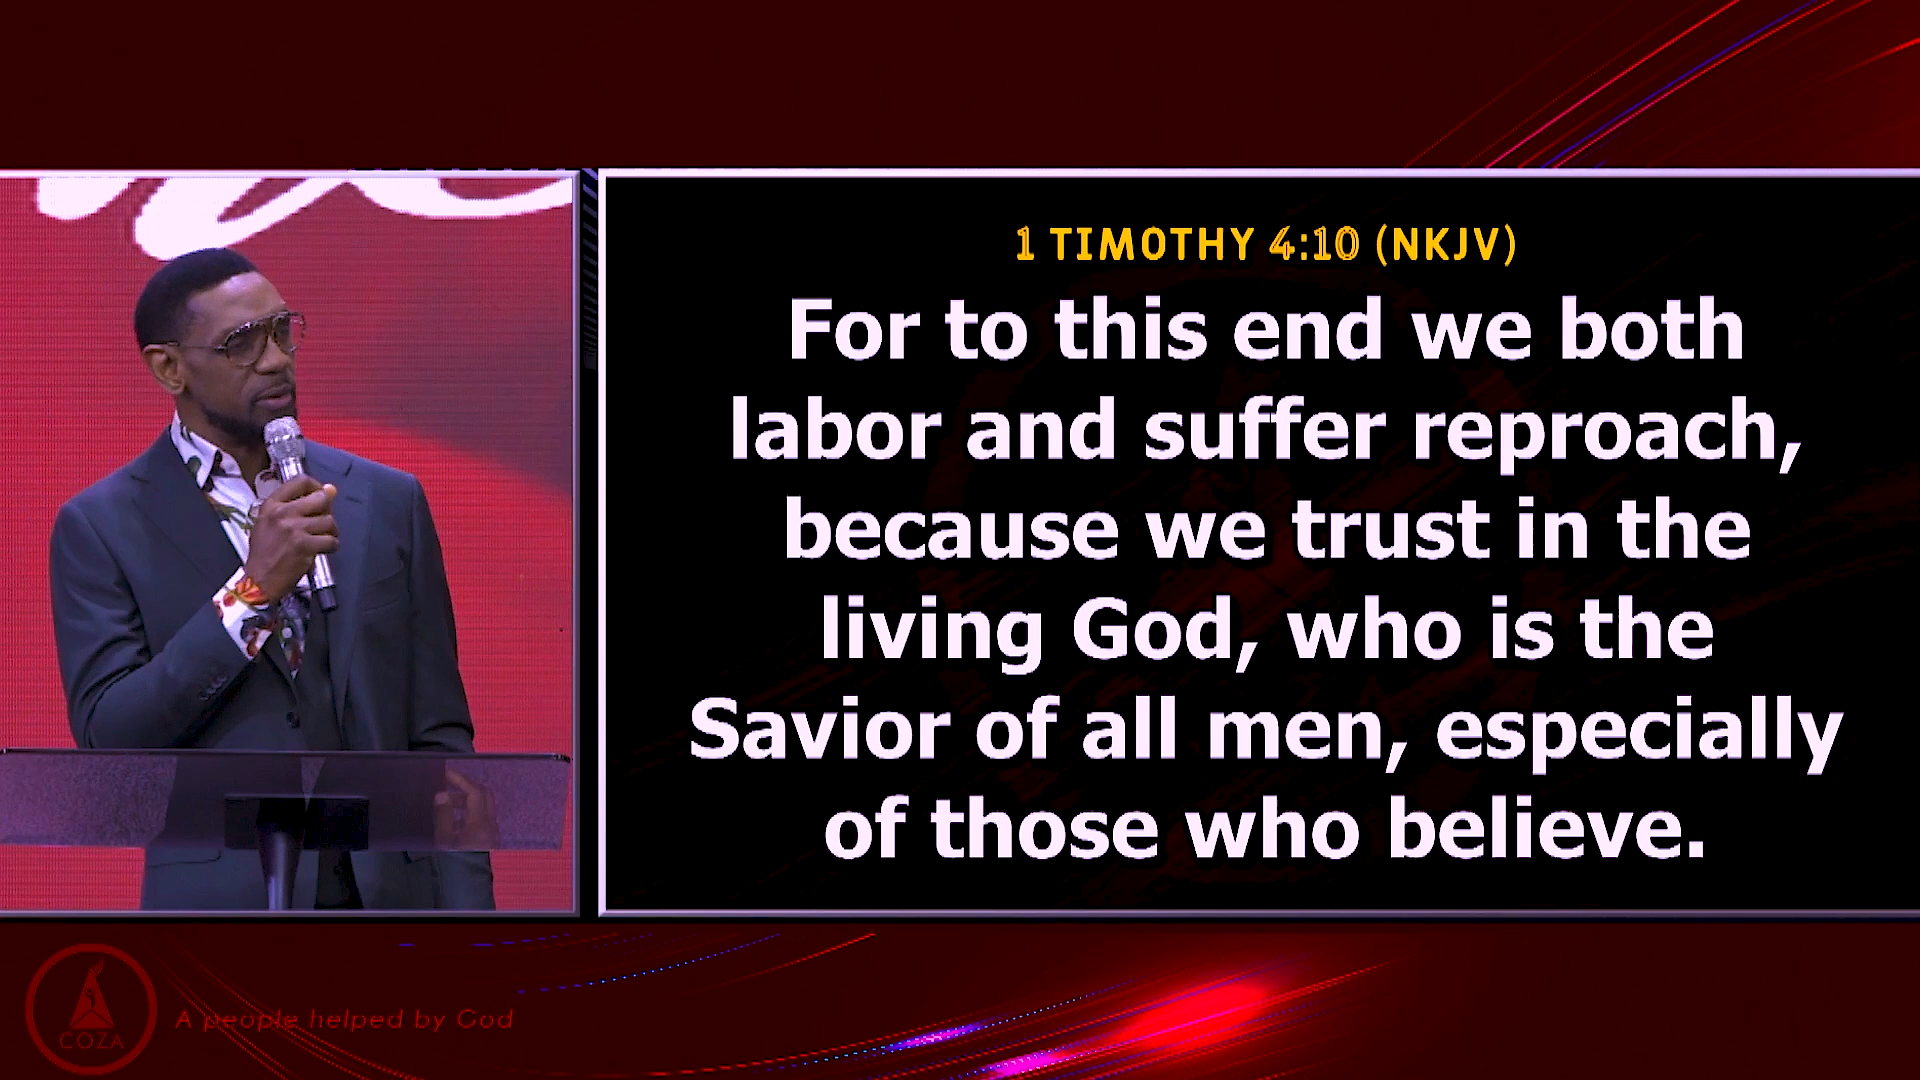 1 TIMOTHY 4:10 (NKJV)
For to this end we both
labor and suffer reproach,
because we trust in the
living God, who is the
Savior of all men, especially
of those who believe.
COZA
A people helped by God